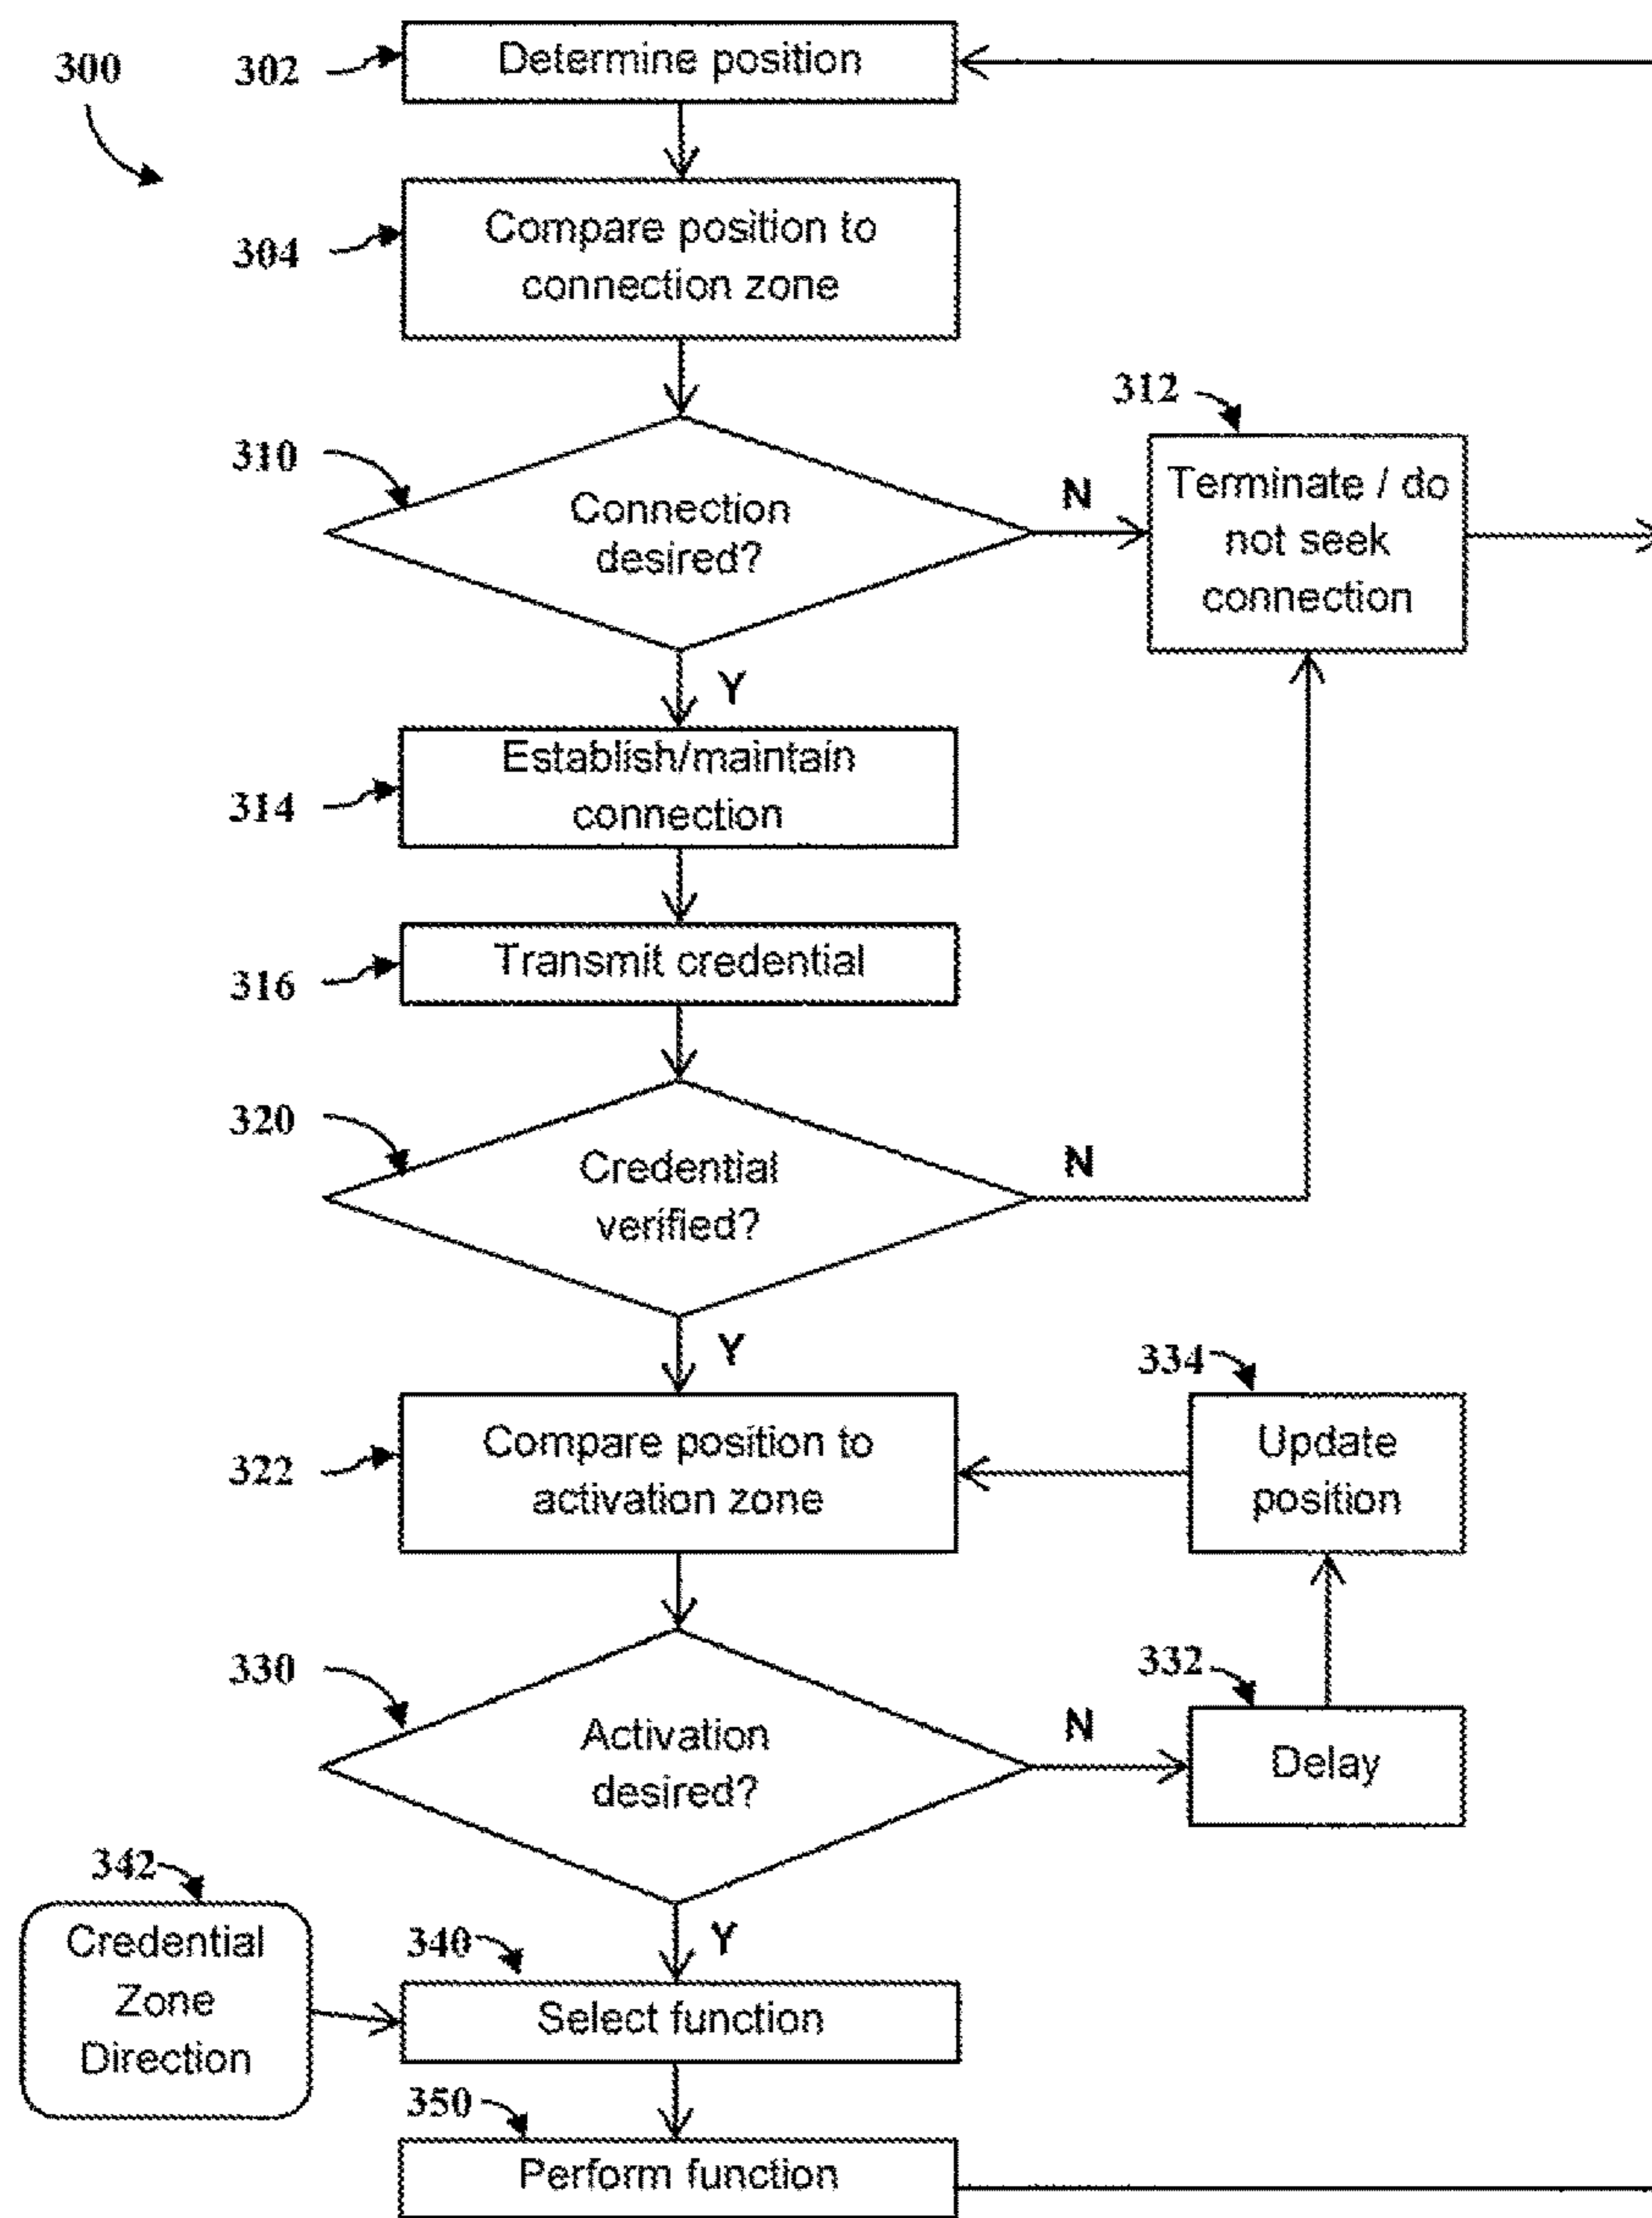 300
302
Determine position
304
Compare position to
connection zone
310
Connection
desired?
N
312
Terminate / do
not seek
connection
Y
314
Establish/maintain
connection
316
Transmit credential
320
Credential
verified?
N
Y
322
Compare position to
activation zone
334
Update
position
330
Activation
desired?
N
332
Delay
342
Credential
Zone
Direction
Y
340
Select function
350
Perform function